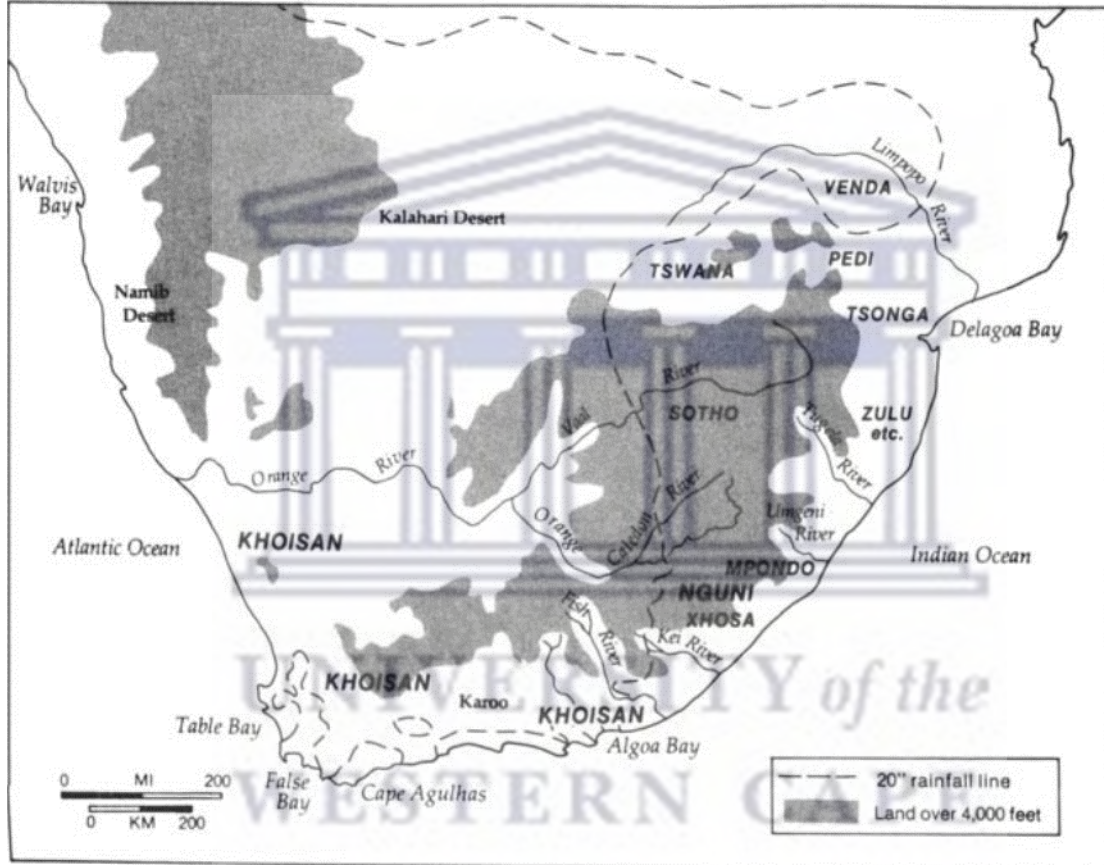 Limpopo
River
VENDA
Walvis
Bay
Kalahari Desert
PEDI
TSWANA
Namib
Desert
TSONGA
Delagoa Bay
River
SOTHO
Vaal
ZULU
etc.
Tugela
River
Orange
River
River
Orange
Caledon
Umgeni
River
Atlantic Ocean
KHOISAN
Indian Ocean
MPONDO
NGUNI
XHOSA
Fish
River
Kei River
UNIVERSITY of the
KHOISAN
Karoo
KHOISAN
Table Bay
Algoa Bay
False
Bay
Cape Agulhas
WESTERN CAPE
0 MI 200
0 KM 200
20" rainfall line
Land over 4,000 feet